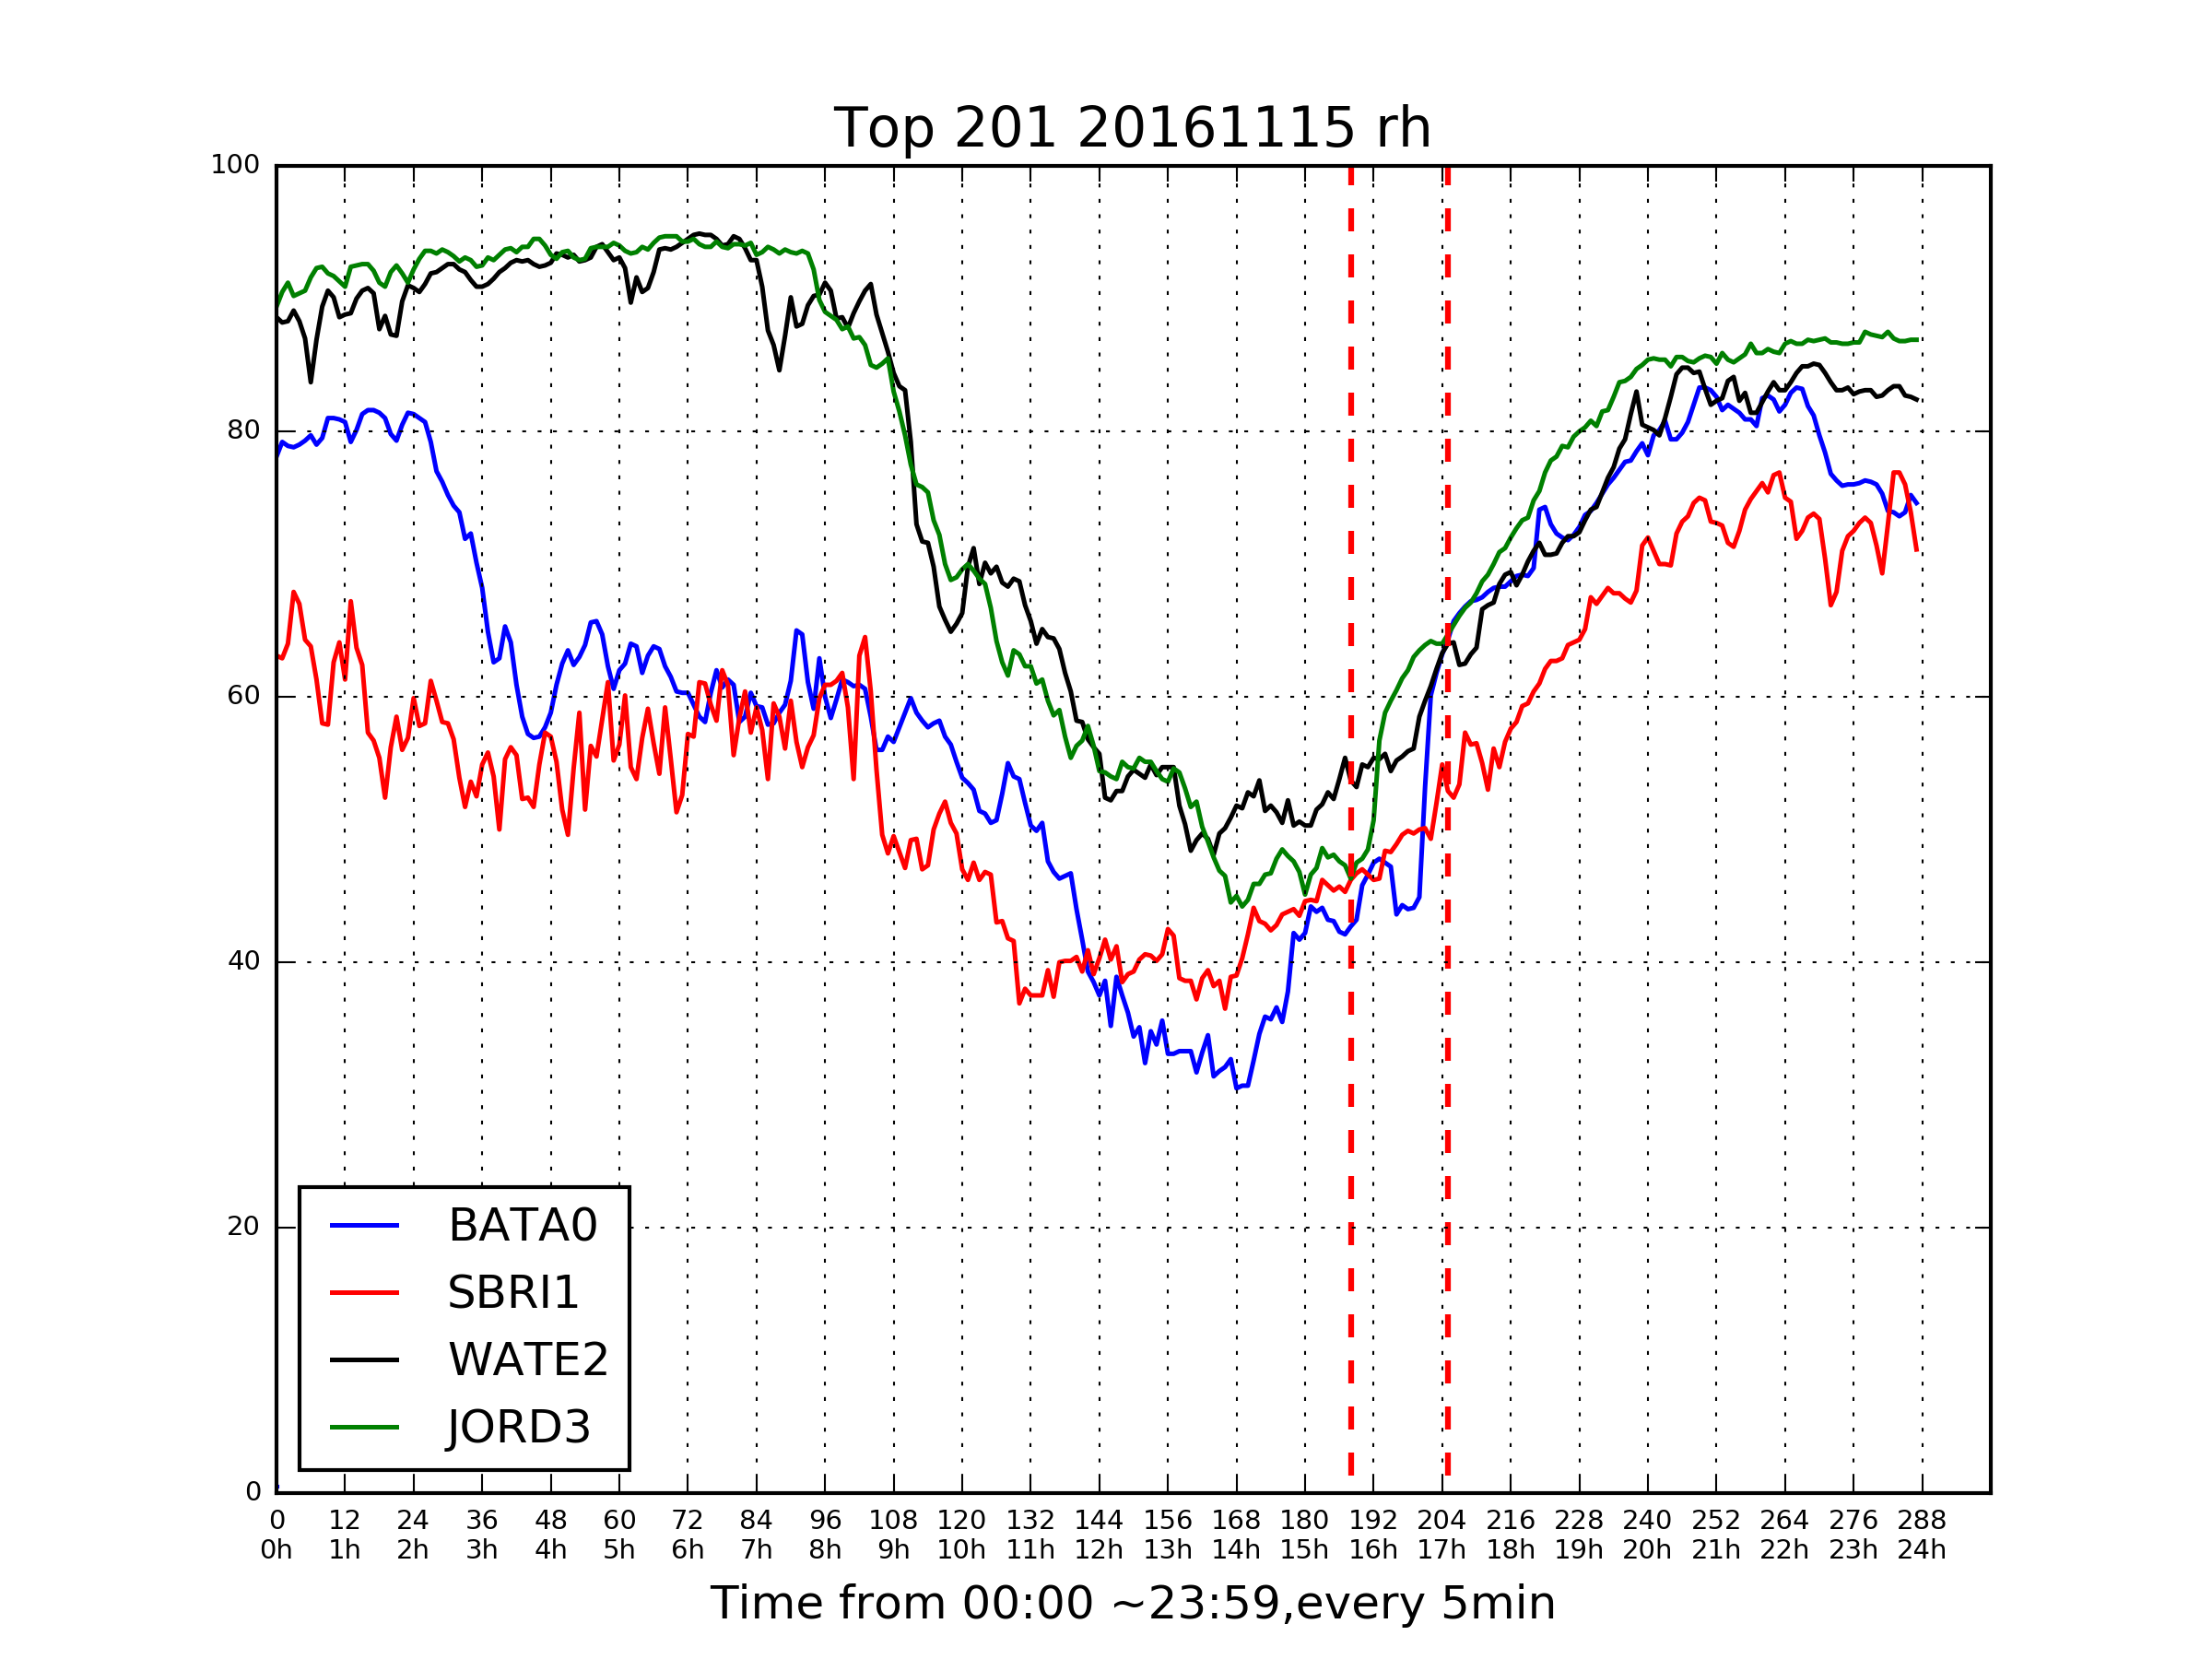 Top 201 20161115 rh
100
80
60
40
20
0
BATA0
SBRI1
WATE2
JORD3
0 12 24 36 48 60 72 84 96 108 120 132 144 156 168 180 192 204 216 228 240 252 264 276 288
0h 1h 2h 3h 4h 5h 6h 7h 8h 9h 10h 11h 12h 13h 14h 15h 16h 17h 18h 19h 20h 21h 22h 23h 24h
Time from 00:00 ~23:59,every 5min